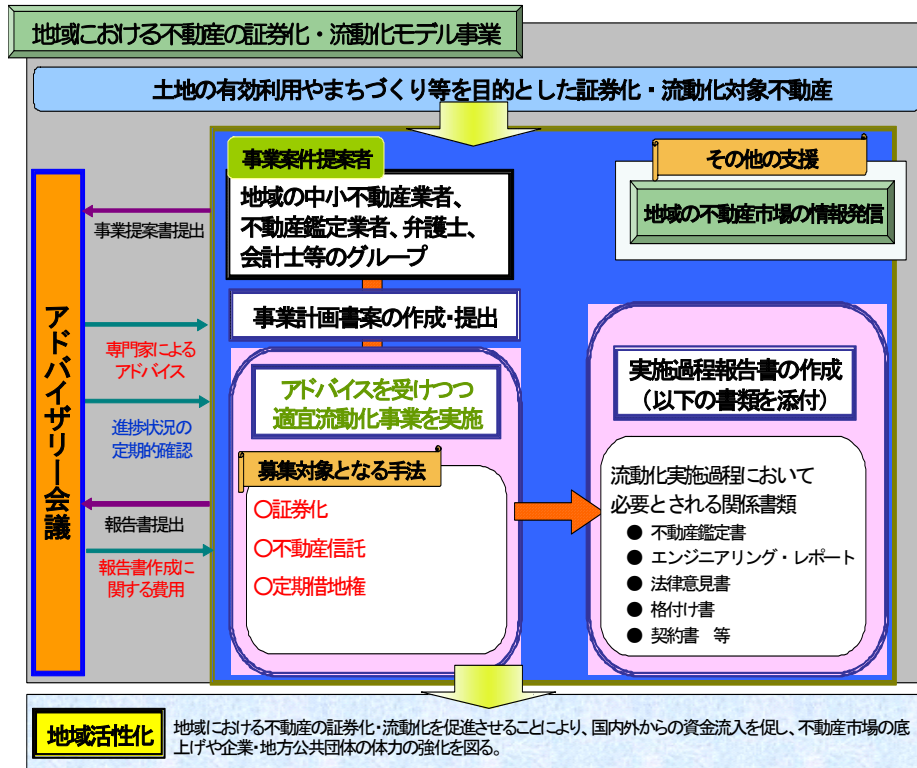 地域における不動産の証券化・流動化モデル事業
土地の有効利用やまちづくり等を目的とした証券化・流動化対象不動産
事業案件提案者
地域の中小不動産業者、
不動産鑑定業者、弁護士、
会計士等のグループ
その他の支援
地域の不動産市場の情報発信
アドバイザリー会議
事業提案書提出
専門家による
アドバイス
進捗状況の
定期的確認
報告書提出
報告書作成に
関する費用
事業計画書案の作成・提出
アドバイスを受けつつ
適宜流動化事業を実施
募集対象となる手法
○証券化
○不動産信託
○定期借地権
実施過程報告書の作成
（以下の書類を添付）
流動化実施過程において
必要とされる関係書類
● 不動産鑑定書
● エンジニアリング・レポート
● 法律意見書
● 格付け書
● 契約書 等
地域活性化
地域における不動産の証券化・流動化を促進させることにより、国内外からの資金流入を促し、不動産市場の底
上げや企業・地方公共団体の体力の強化を図る。